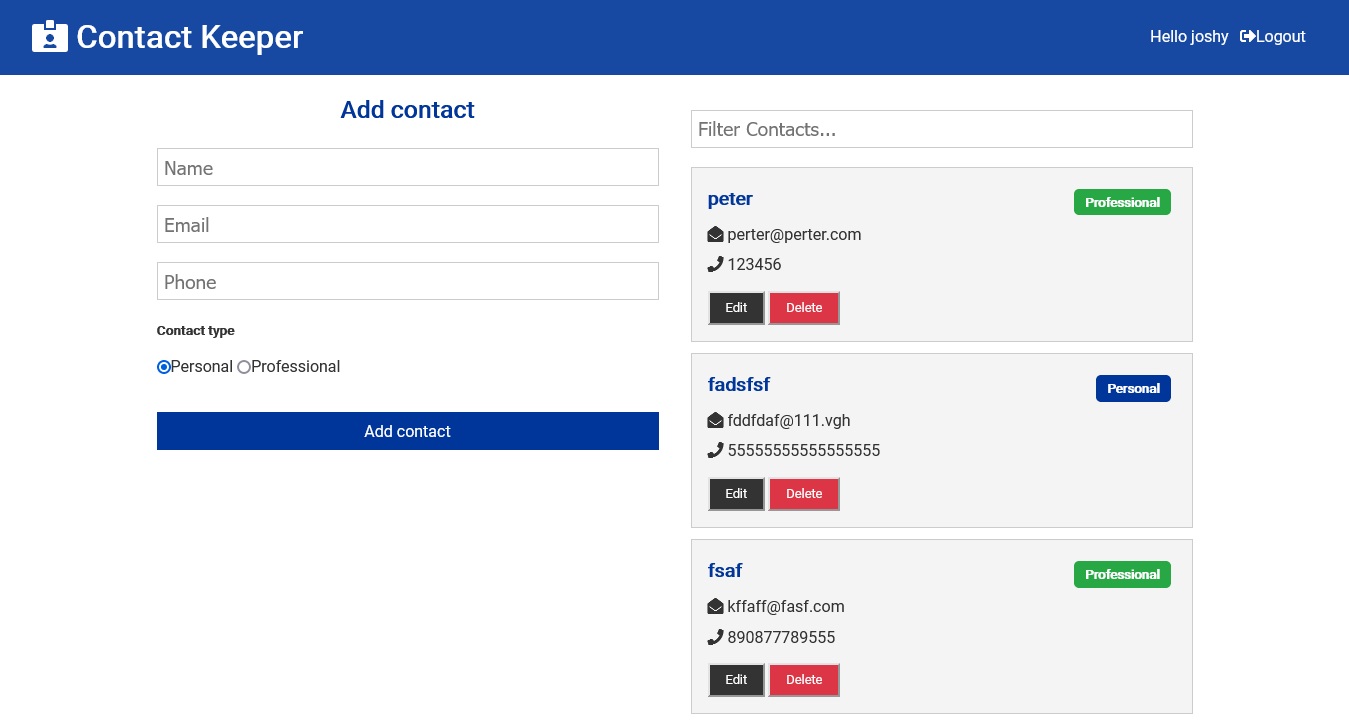 Contact Keeper
Hello joshy Logout
Add contact
Name
Email
Phone
Contact type
Personal Professional
Add contact
Filter Contacts...
peter Professional
perter@perter.com
123456
Edit Delete
fadsfsf Personal
fddfdaf@111.vgh
55555555555555555
Edit Delete
fsaf Professional
kffaff@fasf.com
890877789555
Edit Delete